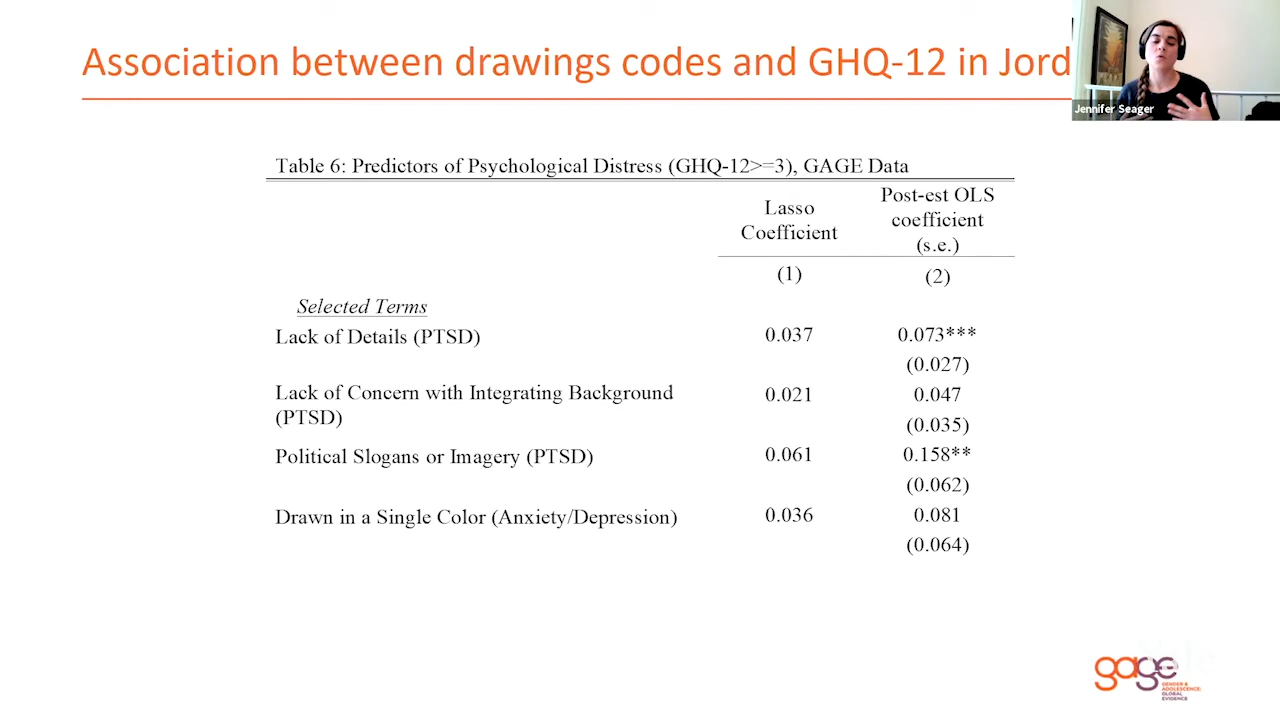 Association between drawings codes and GHQ-12 in Jord
Jennifer Seager
Table 6: Predictors of Psychological Distress (GHQ-12>=3), GAGE Data
Lasso Coefficient
Post-est OLS coefficient (s.e.)
(1) (2)
Selected Terms
Lack of Details (PTSD) 0.037 0.073***
(0.027)
Lack of Concern with Integrating Background (PTSD) 0.021 0.047
(0.035)
Political Slogans or Imagery (PTSD) 0.061 0.158**
(0.062)
Drawn in a Single Color (Anxiety/Depression) 0.036 0.081
(0.064)
gage
GENDER &
ADOLESCENCE:
GLOBAL
EVIDENCE